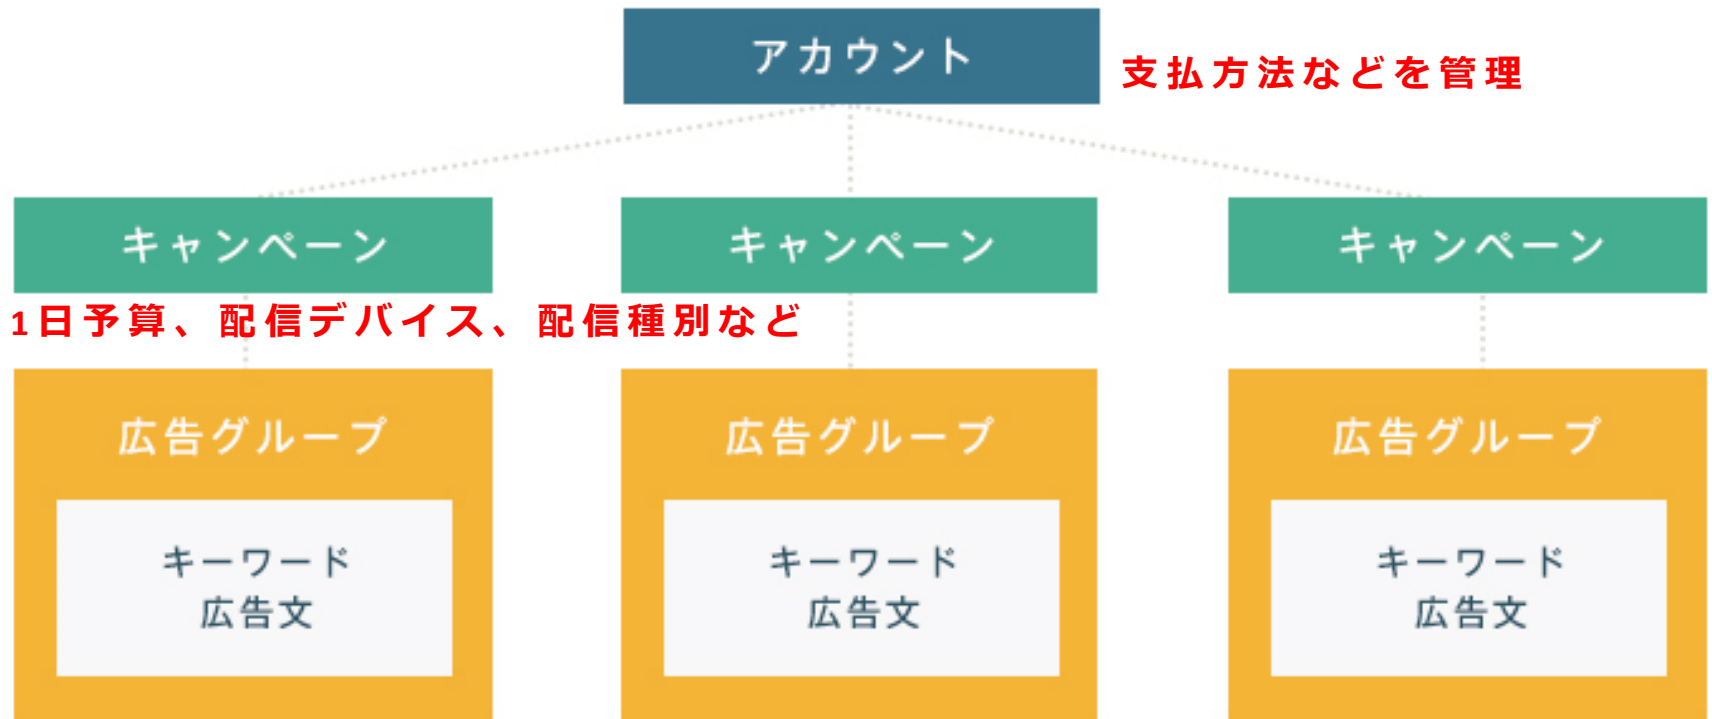 アカウント
支払方法などを管理
キャンペーン
キャンペーン
キャンペーン
1日予算、配信デバイス、配信種別など
広告グループ
広告グループ
広告グループ
キーワード
広告文
キーワード
広告文
キーワード
広告文